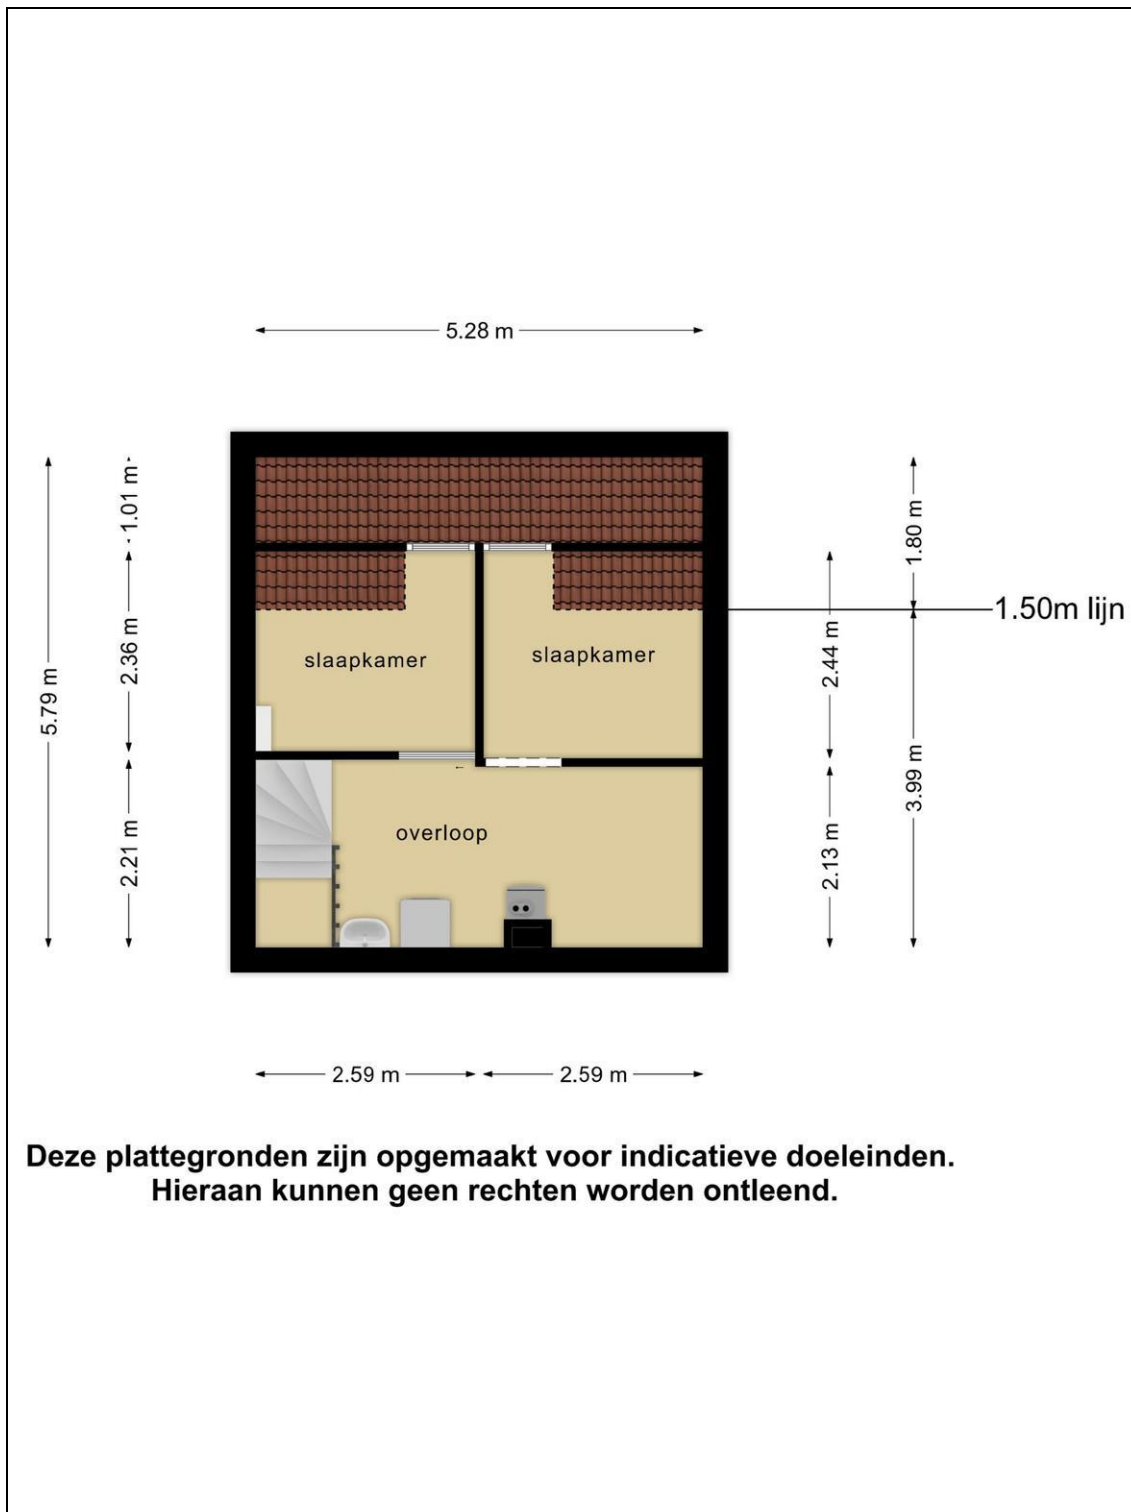 5.28 m
1.01 m
1.80 m
1.50m lijn
2.36 m
2.44 m
slaapkamer
slaapkamer
5.79 m
3.99 m
overloop
2.21 m
2.13 m
2.59 m
2.59 m
Deze plattegronden zijn opgemaakt voor indicatieve doeleinden.
Hieraan kunnen geen rechten worden ontleend.